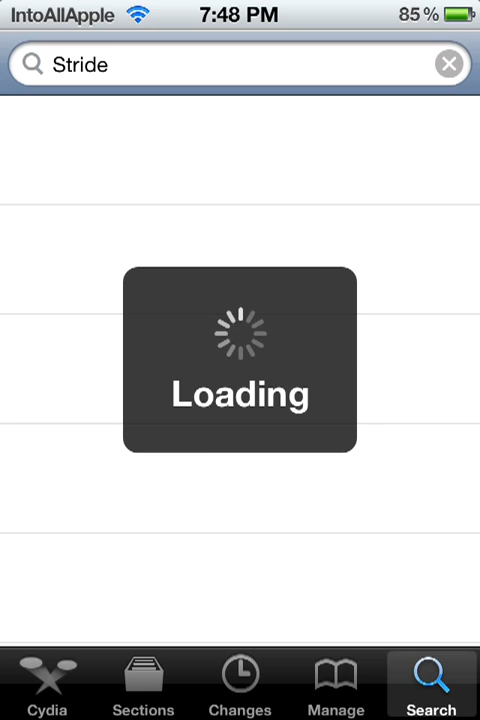 IntoAllApple 7:48 PM 85%
Stride
Loading
Cydia Sections Changes Manage Search